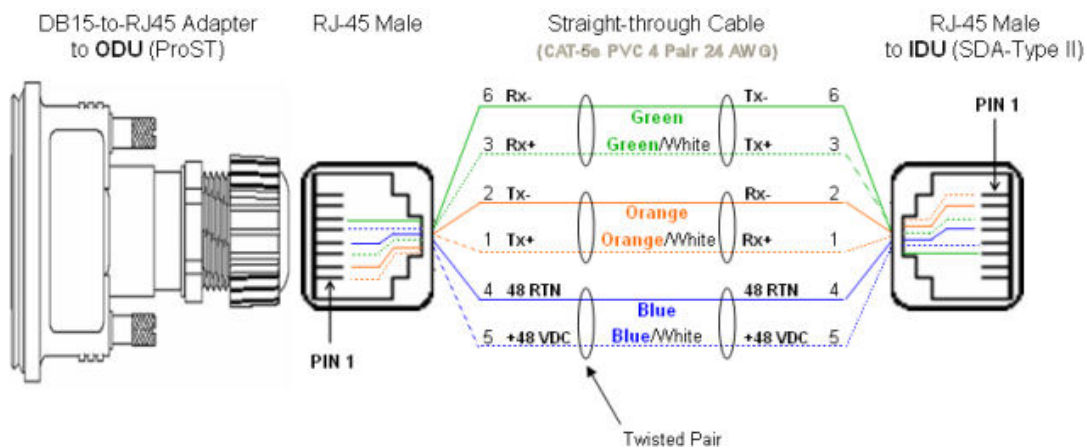 DB15-to-RJ45 Adapter
to ODU (ProST)
RJ-45 Male
Straight-through Cable
(CAT-5e PVC 4 Pair 24 AWG)
RJ-45 Male
to IDU (SDA-Type II)
6 Rx- Tx- 6
Green
3 Rx+ Green/White Tx+ 3
2 Tx- Rx- 2
Orange
1 Tx+ Orange/White Rx+ 1
4 48 RTN 48 RTN 4
Blue
5 +48 VDC Blue/White +48 VDC 5
PIN 1
PIN 1
Twisted Pair